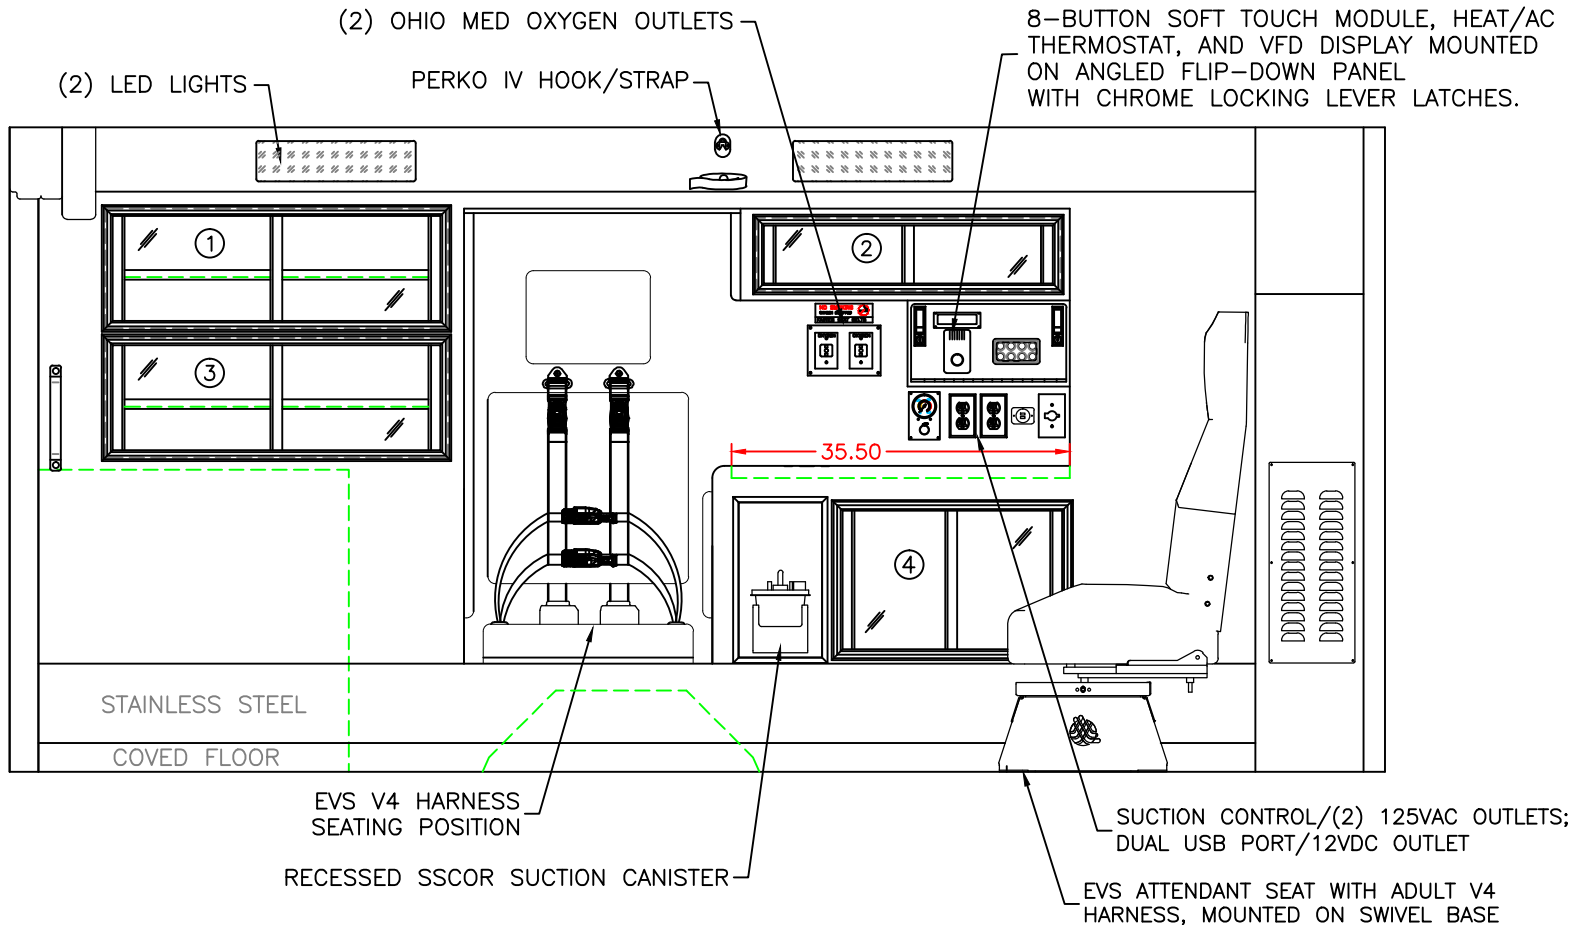 (2) OHIO MED OXYGEN OUTLETS
8-BUTTON SOFT TOUCH MODULE, HEAT/AC
THERMOSTAT, AND VFD DISPLAY MOUNTED
ON ANGLED FLIP-DOWN PANEL
WITH CHROME LOCKING LEVER LATCHES.
(2) LED LIGHTS
PERKO IV HOOK/STRAP
1
2
3
35.50
4
STAINLESS STEEL
COVED FLOOR
EVS V4 HARNESS
SEATING POSITION
RECESSED SSCOR SUCTION CANISTER
SUCTION CONTROL/(2) 125VAC OUTLETS;
DUAL USB PORT/12VDC OUTLET
EVS ATTENDANT SEAT WITH ADULT V4
HARNESS, MOUNTED ON SWIVEL BASE